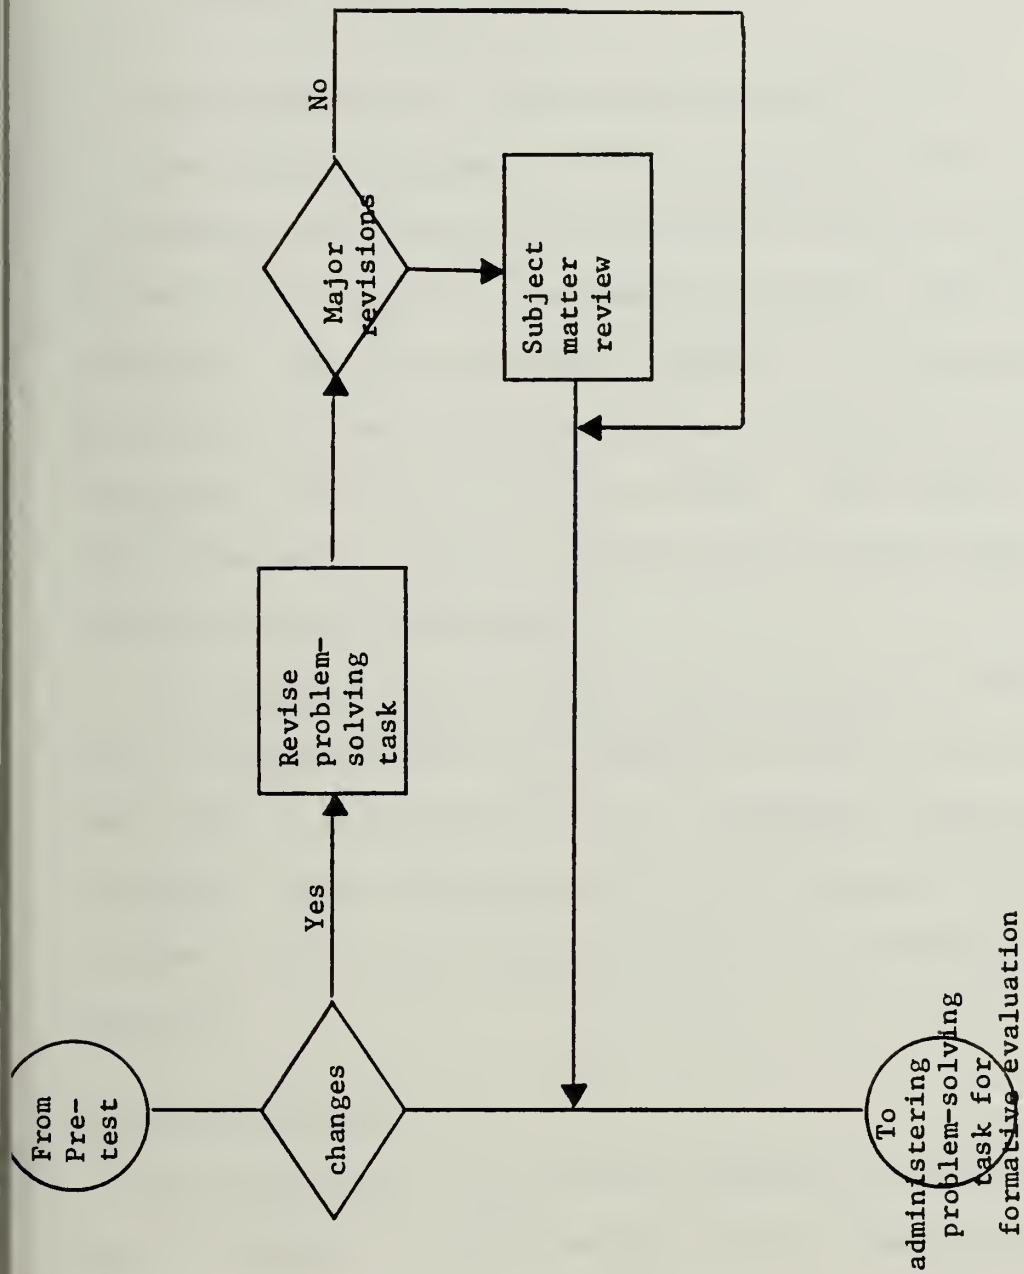 From
Pre-
test
changes
Yes
Revise
problem-
solving
task
Major
revisions
No
Subject
matter
review
To
administering
problem-solving
task for
formative evaluation